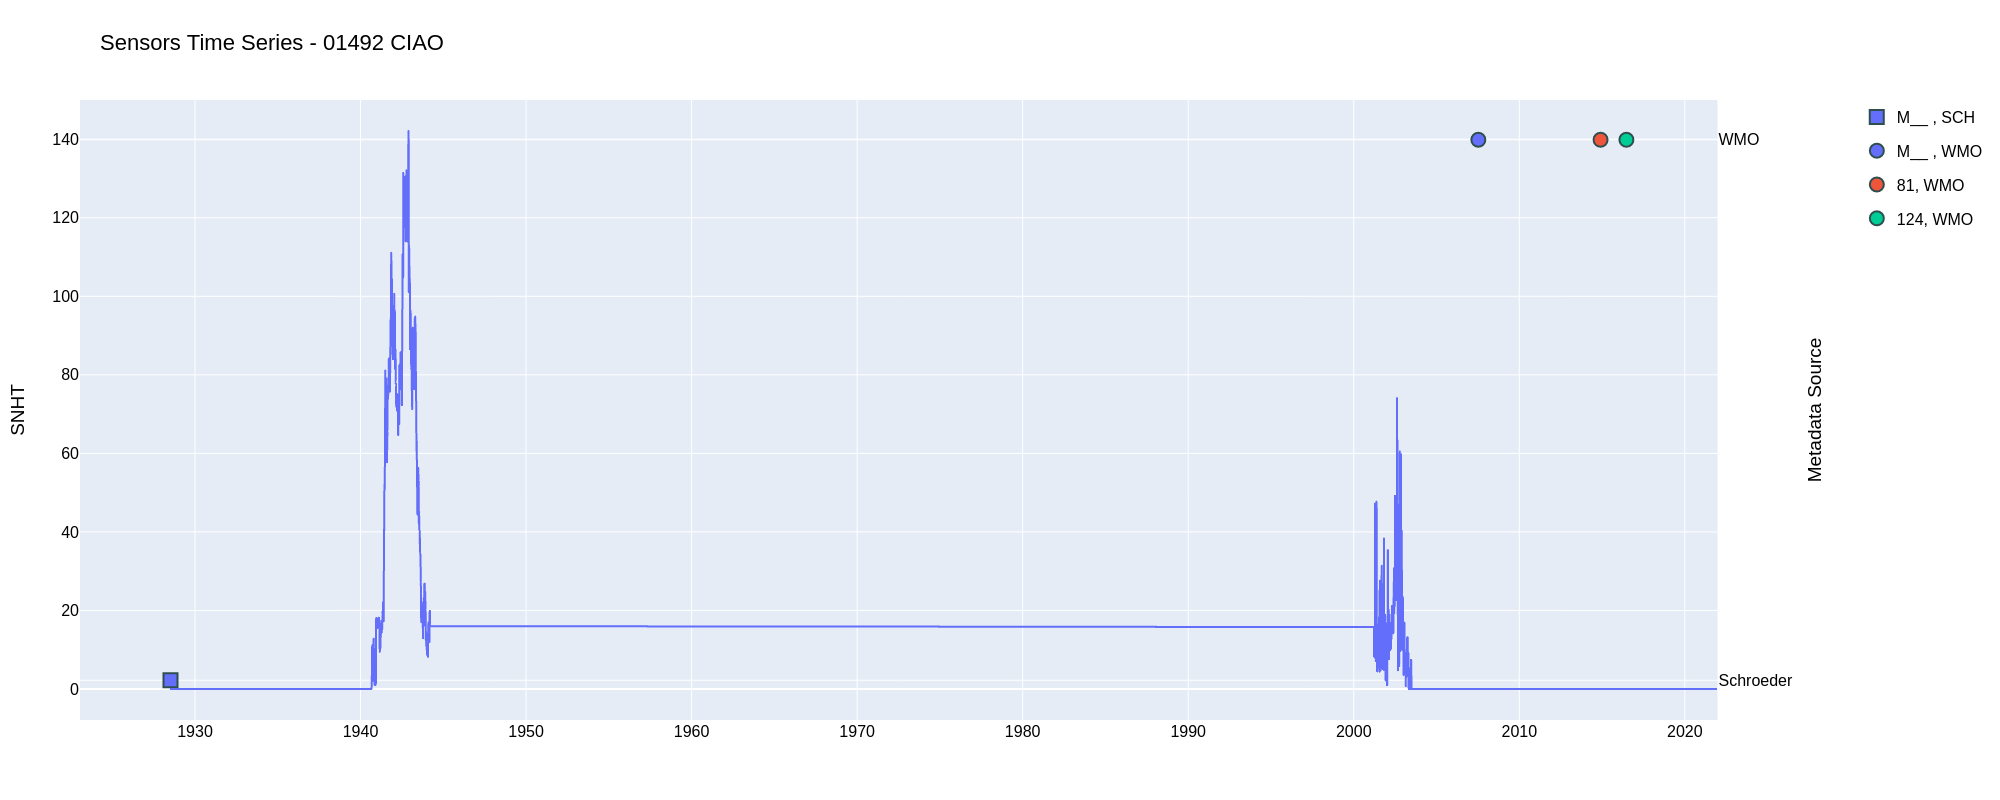 Sensors Time Series - 01492 CIAO
140
120
100
80
60
40
20
0
SNHT
1930 1940 1950 1960 1970 1980 1990 2000 2010 2020
WMO
Schroeder
Metadata Source
M__ , SCH
M__ , WMO
81, WMO
124, WMO